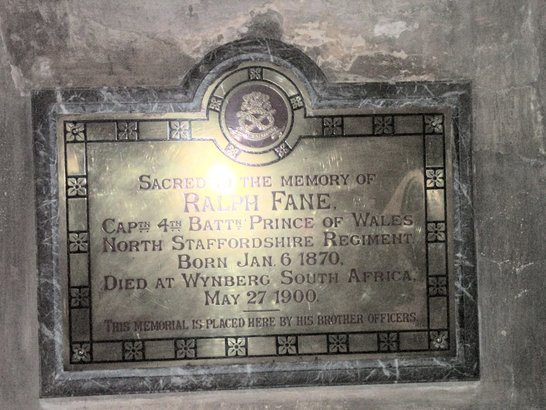 SACRED THE MEMORY OF
RALPH FANE.
CAPTN 4TH BATTN PRINCE OF WALES
NORTH STAFFORDSHIRE REGIMENT.
BORN JAN. 6 1870.
DIED AT WYNBERG, SOUTH AFRICA,
MAY 27 1900.
THIS MEMORIAL IS PLACED HERE BY HIS BROTHER OFFICERS.